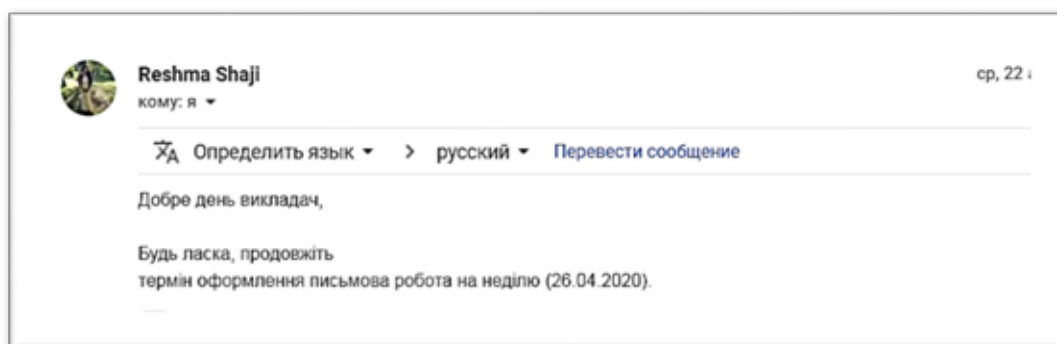 Reshma Shaji
ср, 22
кому: я
Определить язык > русский Перевести сообщение
Добре день викладач,
Будь ласка, продовжіть
термін оформлення письмова робота на неділю (26.04.2020).